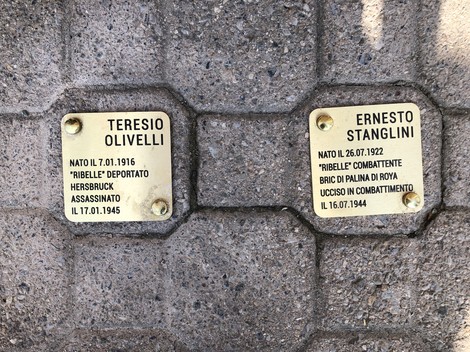 TERESIO
OLIVELLI
NATO IL 7.01.1916
"RIBELLE" DEPORTATO
HERSBRUCK
ASSASSINATO
IL 17.01.1945
ERNESTO
STANGLINI
NATO IL 26.07.1922
"RIBELLE" COMBATTENTE
BRIC DI PALINA DI ROYA
UCCISO IN COMBATTIMENTO
IL 16.07.1944